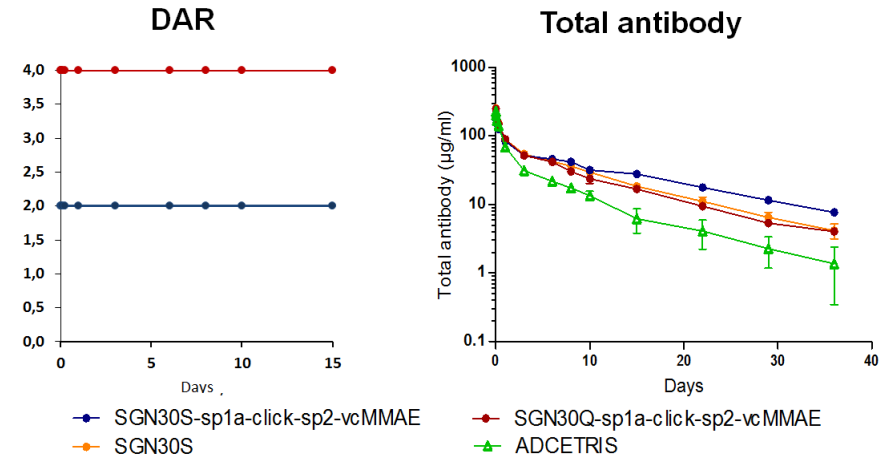 DAR
Total antibody
4,0
3,5
3,0
2,5
2,0
1,5
1,0
0,5
0,0
0
5
10
15
Days
Total antibody (µg/ml)
1000
100
10
1
0.1
0
10
20
30
40
Days
SGN30S-sp1a-click-sp2-vcMMAE
SGN30S
SGN30Q-sp1a-click-sp2-vcMMAE
ADCETRIS